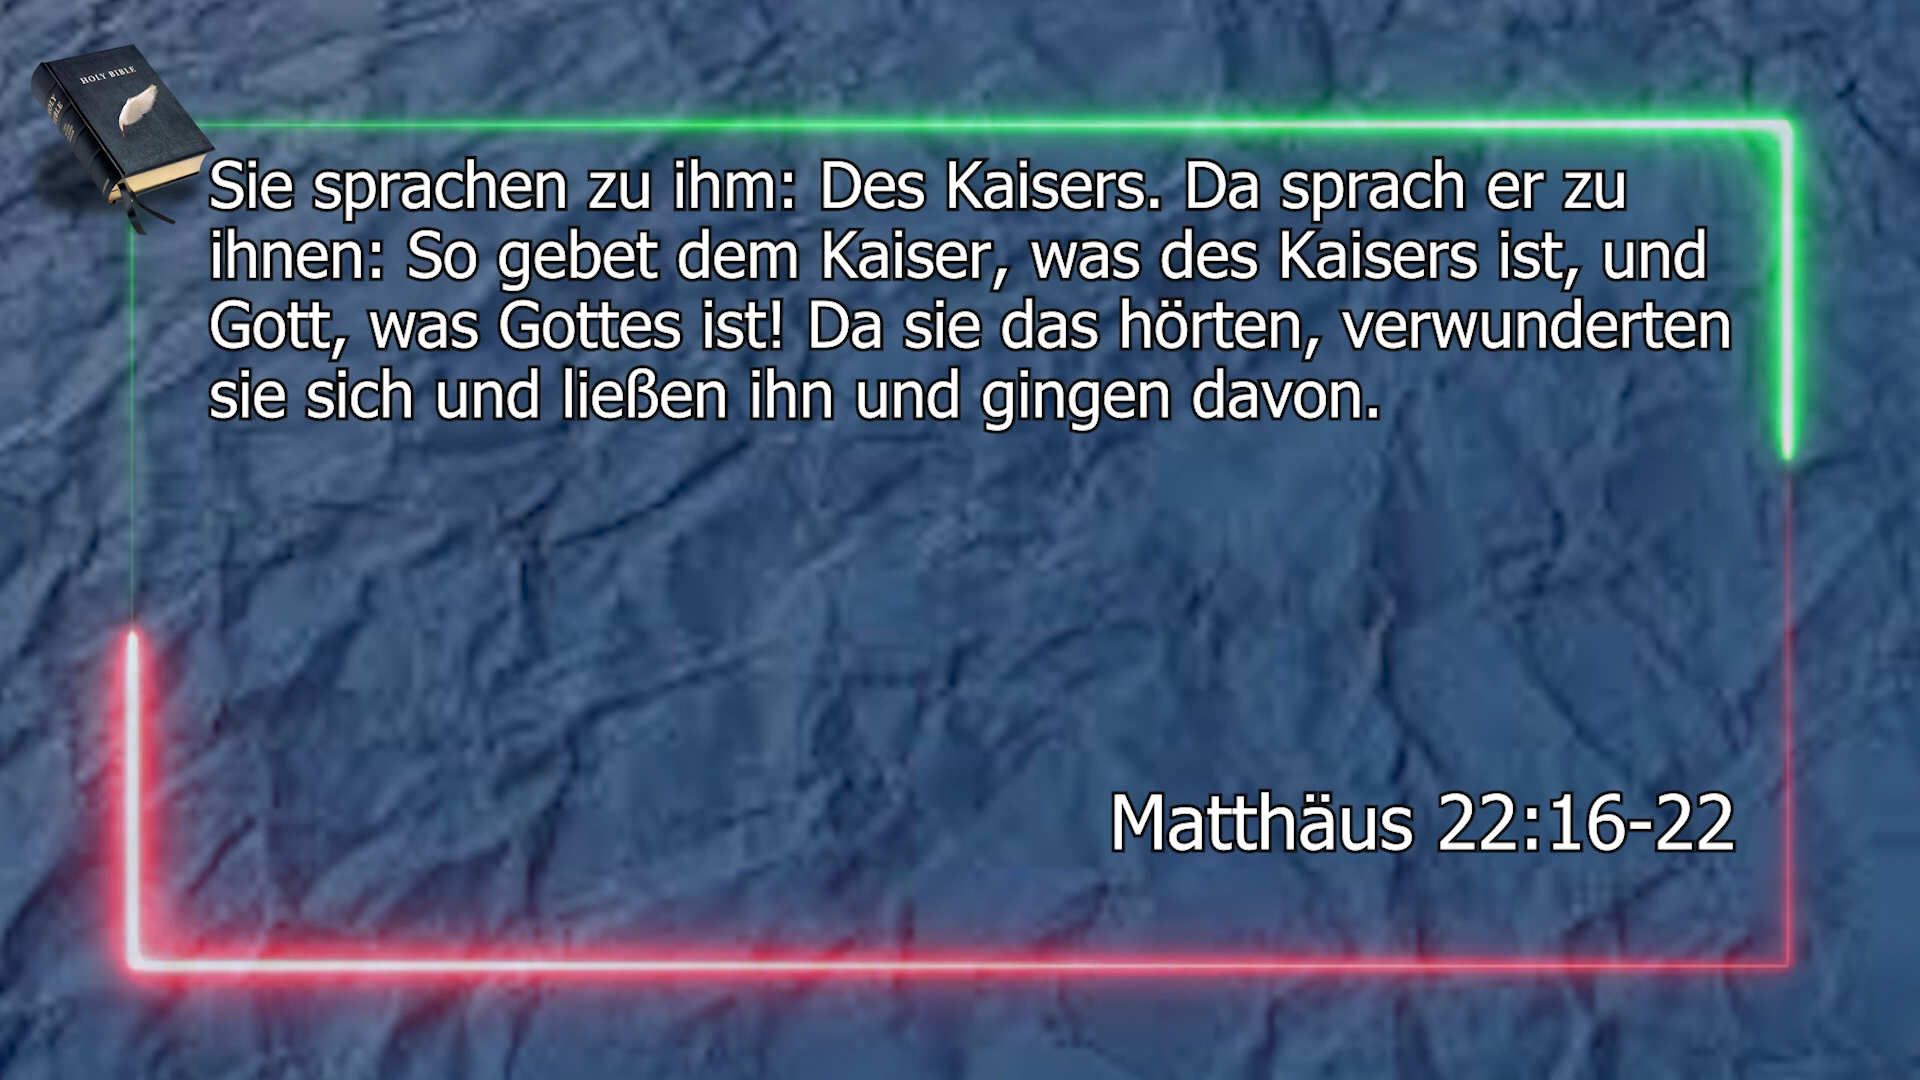 HOLY BIBLE
Sie sprachen zu ihm: Des Kaisers. Da sprach er zu
ihnen: So gebet dem Kaiser, was des Kaisers ist, und
Gott, was Gottes ist! Da sie das hörten, verwunderten
sie sich und ließen ihn und gingen davon.
Matthäus 22:16-22